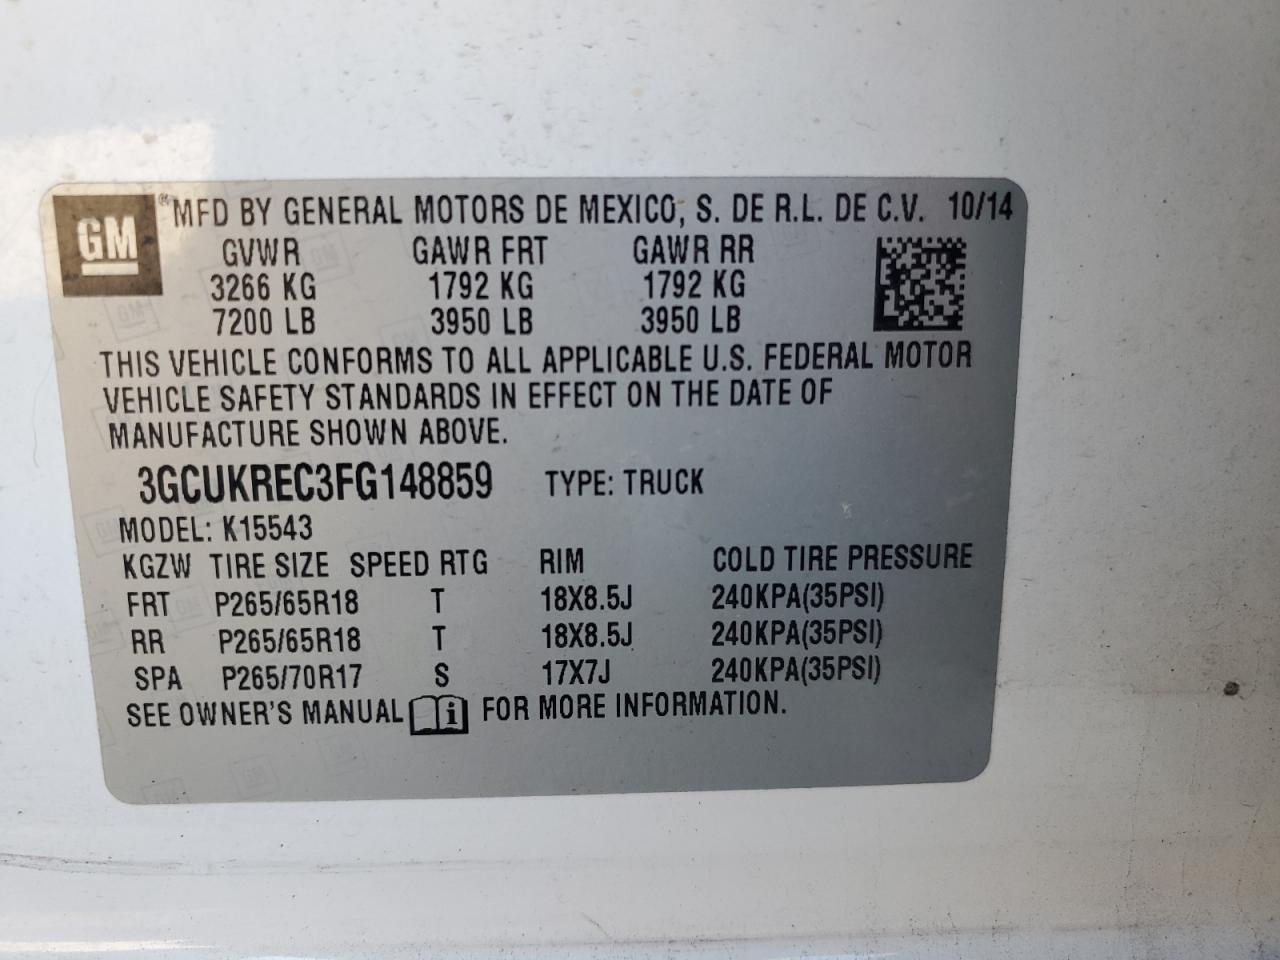 GM ® MFD BY GENERAL MOTORS DE MEXICO, S. DE R.L. DE C.V. 10/14
GVWR GAWR FRT GAWR RR
3266 KG 1792 KG 1792 KG
7200 LB 3950 LB 3950 LB
THIS VEHICLE CONFORMS TO ALL APPLICABLE U.S. FEDERAL MOTOR
VEHICLE SAFETY STANDARDS IN EFFECT ON THE DATE OF
MANUFACTURE SHOWN ABOVE.
3GCUKREC3FG148859 TYPE: TRUCK
MODEL: K15543
KGZW TIRE SIZE SPEED RTG RIM COLD TIRE PRESSURE
FRT P265/65R18 T 18X8.5J 240KPA(35PSI)
RR P265/65R18 T 18X8.5J 240KPA(35PSI)
SPA P265/70R17 S 17X7J 240KPA(35PSI)
SEE OWNER'S MANUAL i FOR MORE INFORMATION.